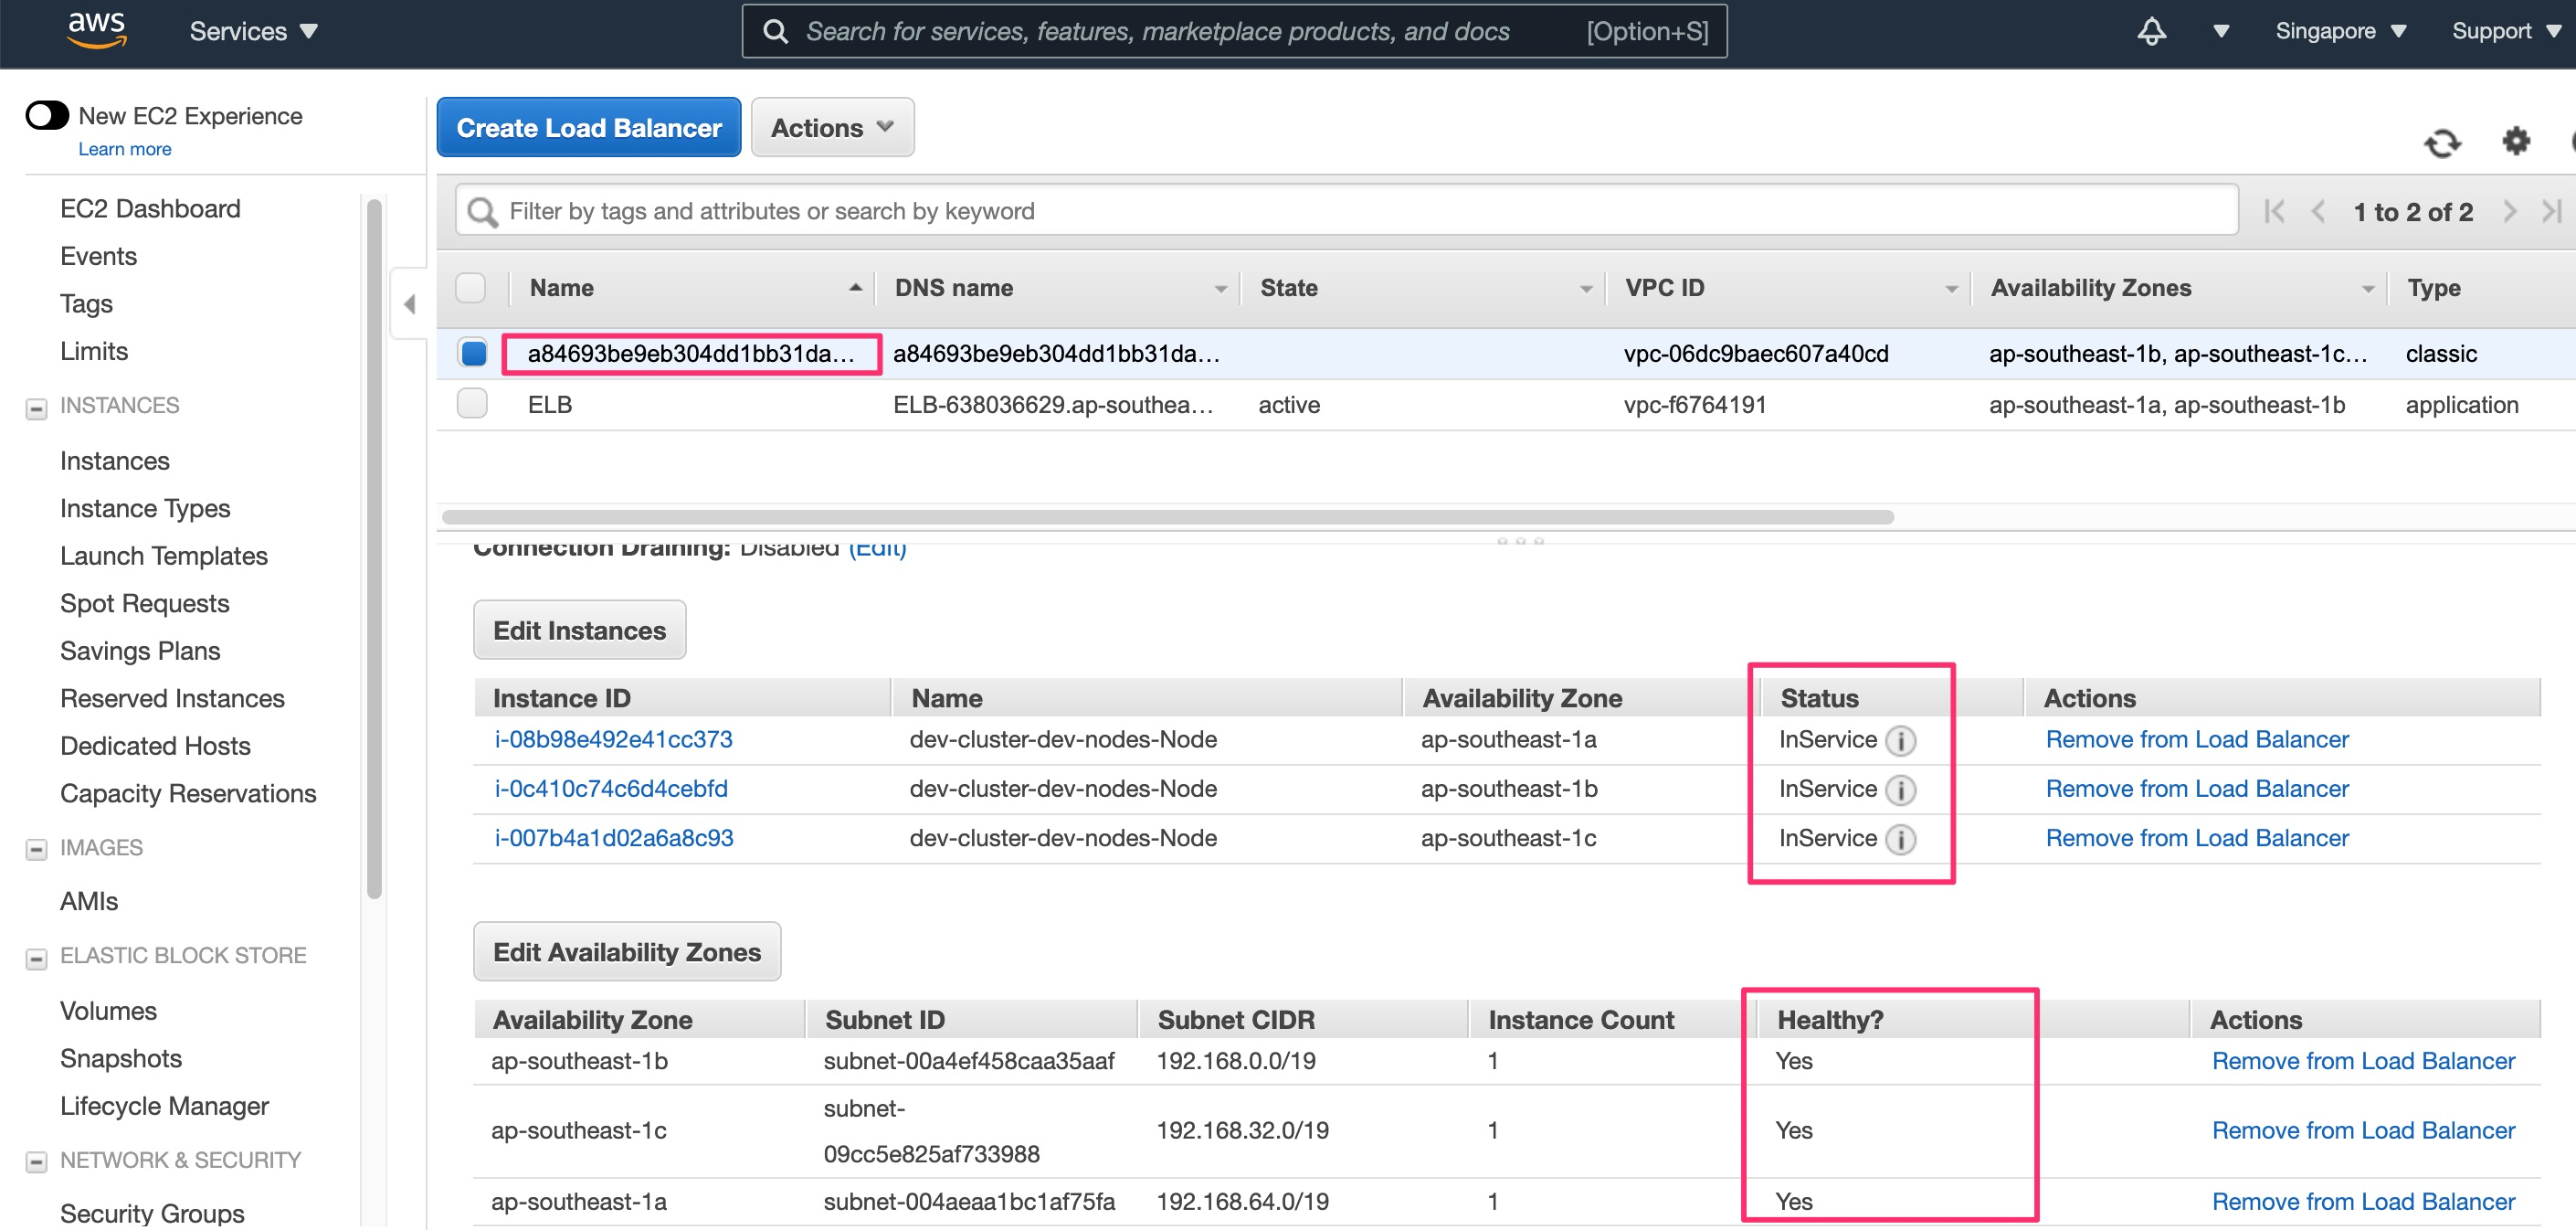 aws
Services
Search for services, features, marketplace products, and docs [Option+S]
Singapore
Support
New EC2 Experience
Learn more
EC2 Dashboard
Events
Tags
Limits
INSTANCES
Instances
Instance Types
Launch Templates
Spot Requests
Savings Plans
Reserved Instances
Dedicated Hosts
Capacity Reservations
IMAGES
AMIs
ELASTIC BLOCK STORE
Volumes
Snapshots
Lifecycle Manager
NETWORK & SECURITY
Security Groups
Create Load Balancer Actions
Filter by tags and attributes or search by keyword
1 to 2 of 2
Name DNS name State VPC ID Availability Zones Type
a84693be9eb304dd1bb31da... a84693be9eb304dd1bb31da... vpc-06dc9baec607a40cd ap-southeast-1b, ap-southeast-1c... classic
ELB ELB-638036629.ap-southea... active vpc-f6764191 ap-southeast-1a, ap-southeast-1b application
Connection Draining: Disabled (Edit)
Edit Instances
Instance ID Name Availability Zone Status Actions
i-08b98e492e41cc373 dev-cluster-dev-nodes-Node ap-southeast-1a InService Remove from Load Balancer
i-0c410c74c6d4cebfd dev-cluster-dev-nodes-Node ap-southeast-1b InService Remove from Load Balancer
i-007b4a1d02a6a8c93 dev-cluster-dev-nodes-Node ap-southeast-1c InService Remove from Load Balancer
Edit Availability Zones
Availability Zone Subnet ID Subnet CIDR Instance Count Healthy? Actions
ap-southeast-1b subnet-00a4ef458caa35aaf 192.168.0.0/19 1 Yes Remove from Load Balancer
ap-southeast-1c subnet-09cc5e825af733988 192.168.32.0/19 1 Yes Remove from Load Balancer
ap-southeast-1a subnet-004aeaa1bc1af75fa 192.168.64.0/19 1 Yes Remove from Load Balancer